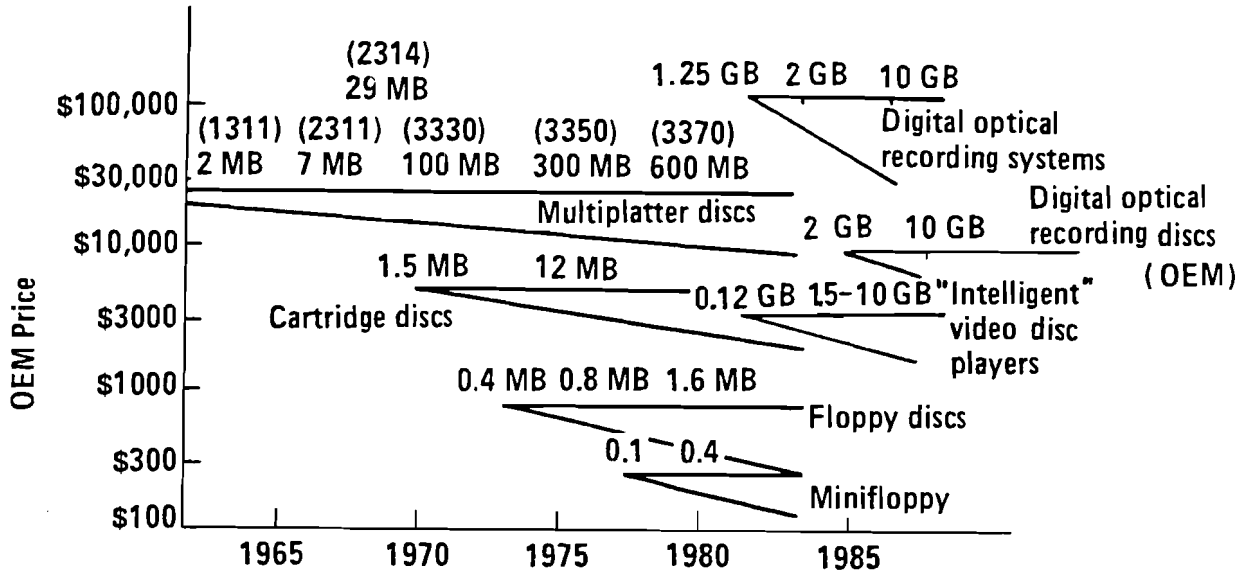 (2314)
29 MB
1.25 GB 2 GB 10 GB
$100,000
Digital optical
recording systems
(1311) (2311) (3330) (3350) (3370)
2 MB 7 MB 100 MB 300 MB 600 MB
$30,000
Multiplatter discs
Digital optical
recording discs
(OEM)
2 GB 10 GB
$10,000
1.5 MB 12 MB
Cartridge discs
0.12 GB 15-10 GB "Intelligent"
video disc
players
$3000
OEM Price
$1000
0.4 MB 0.8 MB 1.6 MB
Floppy discs
0.1 0.4
$300
Minifloppy
$100
1965 1970 1975 1980 1985